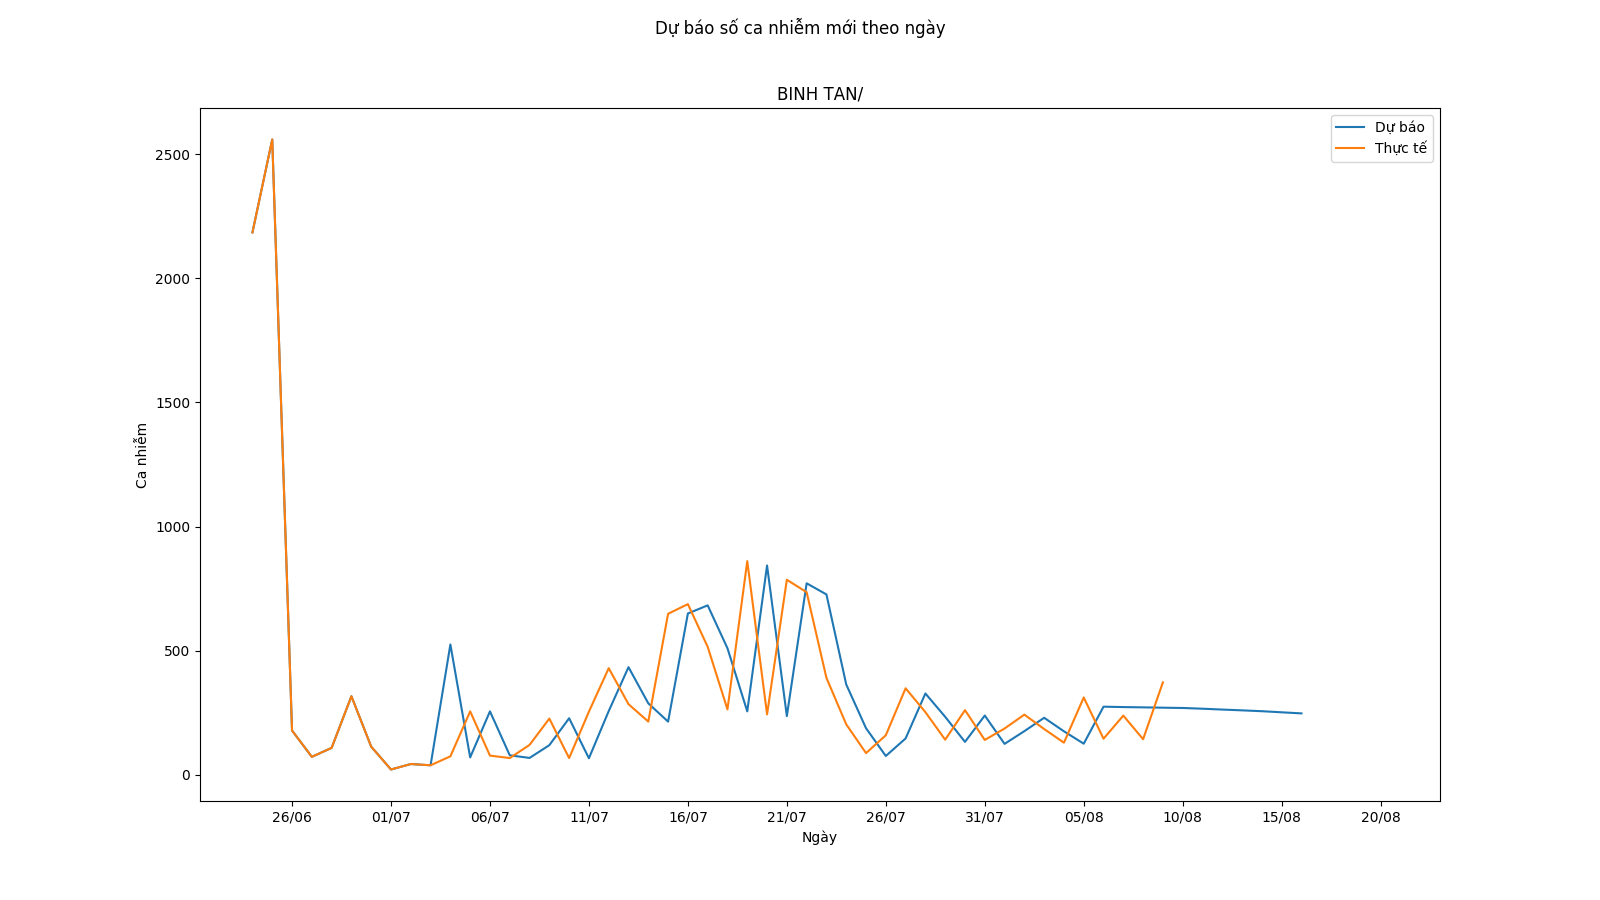 Dự báo số ca nhiễm mới theo ngày
BINH TAN/
Dự báo
Thực tế
2500
2000
1500
1000
500
0
Ca nhiễm
26/06 01/07 06/07 11/07 16/07 21/07 26/07 31/07 05/08 10/08 15/08 20/08
Ngày